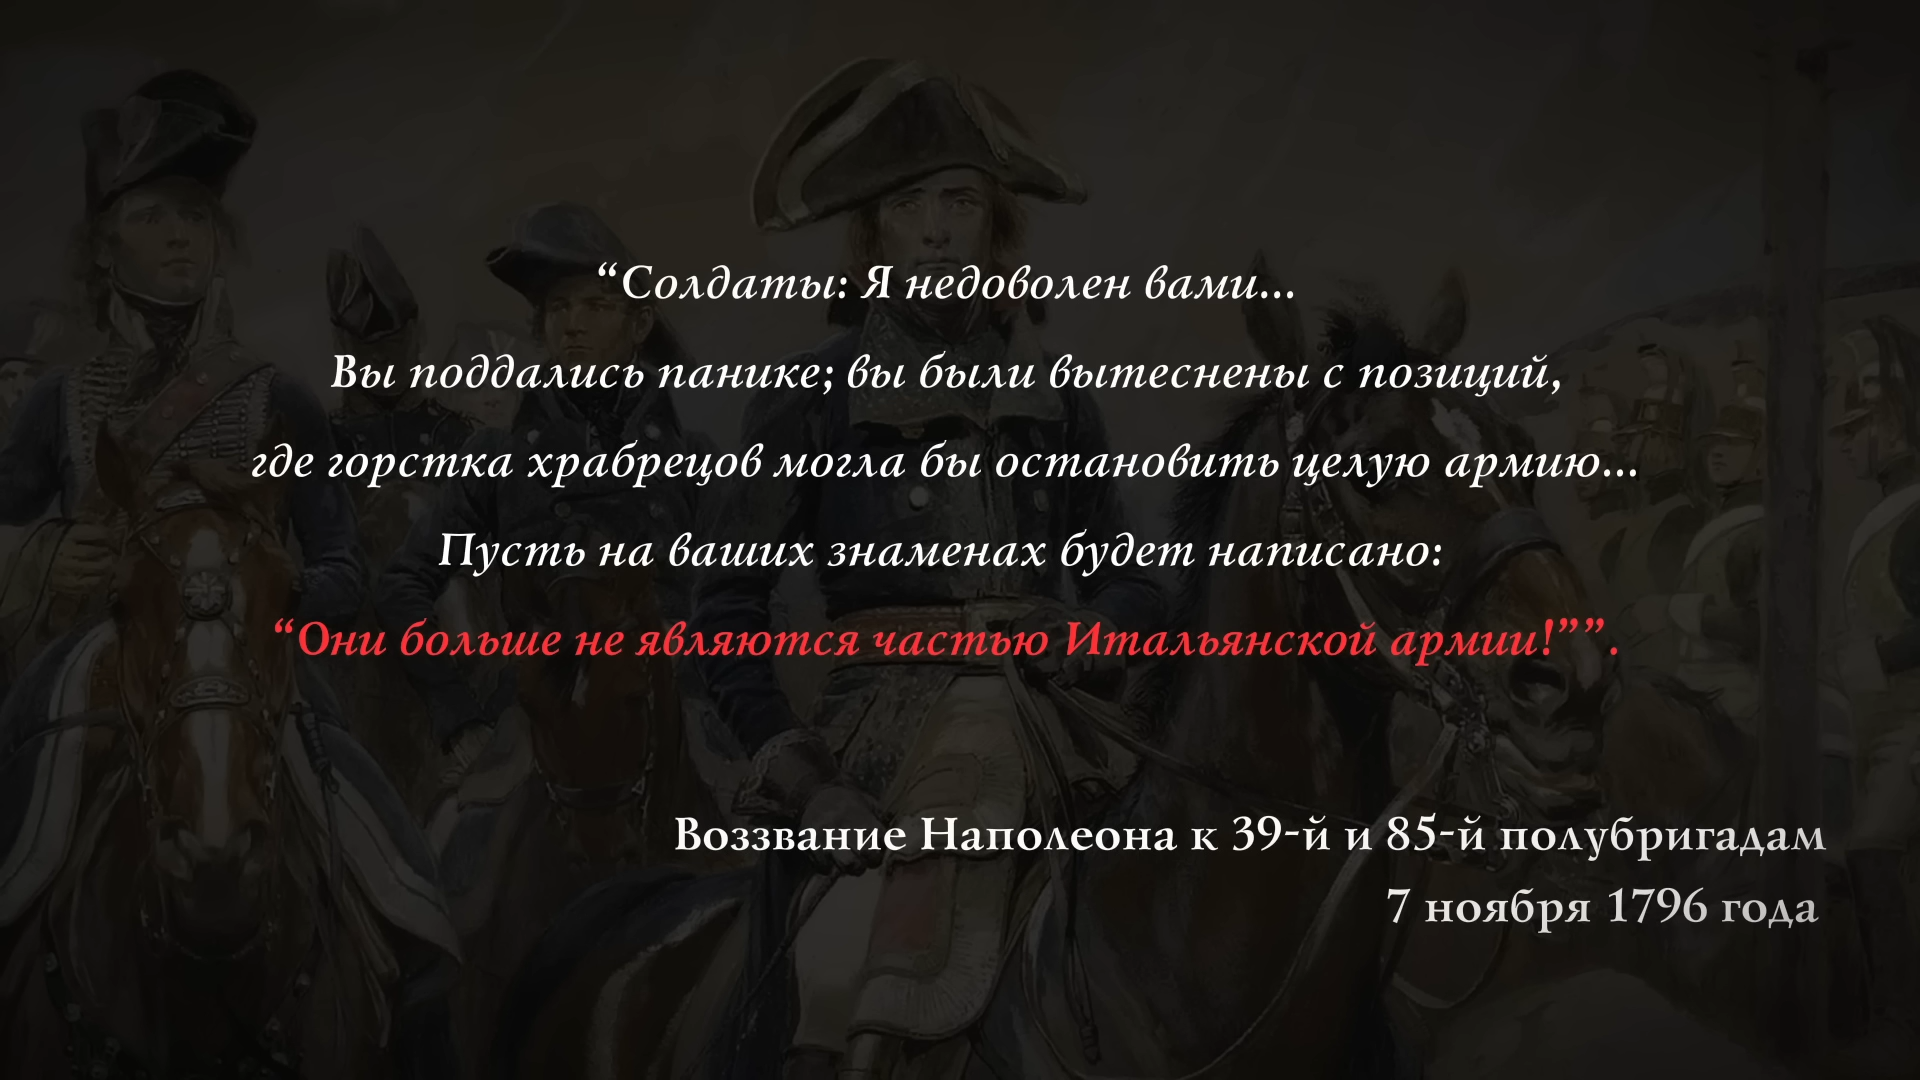 “Солдаты: Я недоволен вами...
Вы поддались панике; вы были вытеснены с позиций,
где горстка храбрецов могла бы остановить целую армию...
Пусть на ваших знаменах будет написано:
“Они больше не являются частью Итальянской армии!””.
Воззвание Наполеона к 39-й и 85-й полубригадам
7 ноября 1796 года